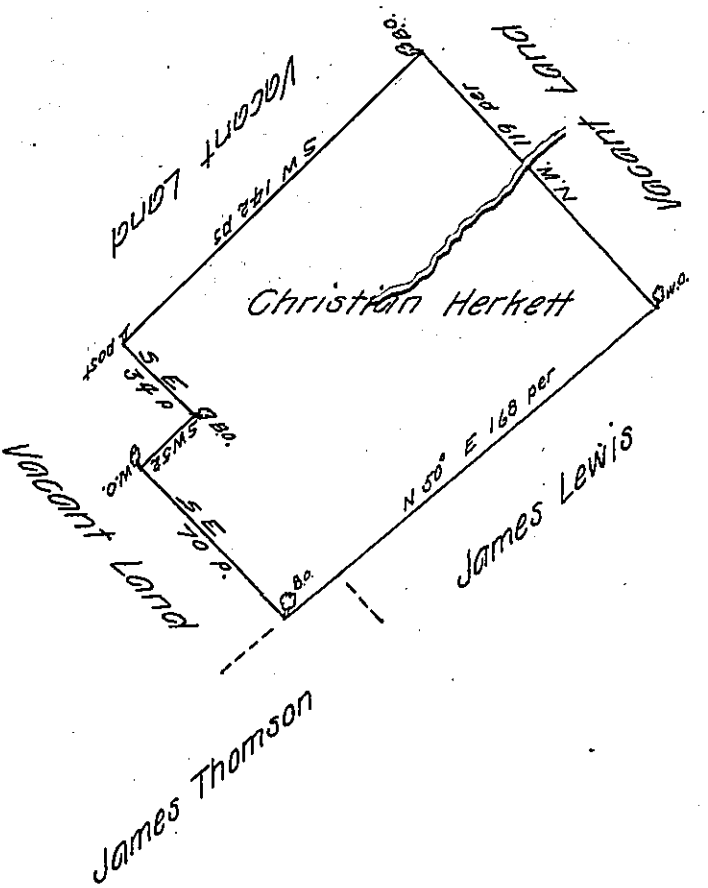 B.O.
Vacant Land
Vacant Land
S W 142 ps
N.W. 119 per
Christian Herkett
W.O.
post
S E
34 P
B.O.
W.O.
Vacant Land
S E
70 P.
N 50° E 168 per
James Lewis
B.O.
James Thomson